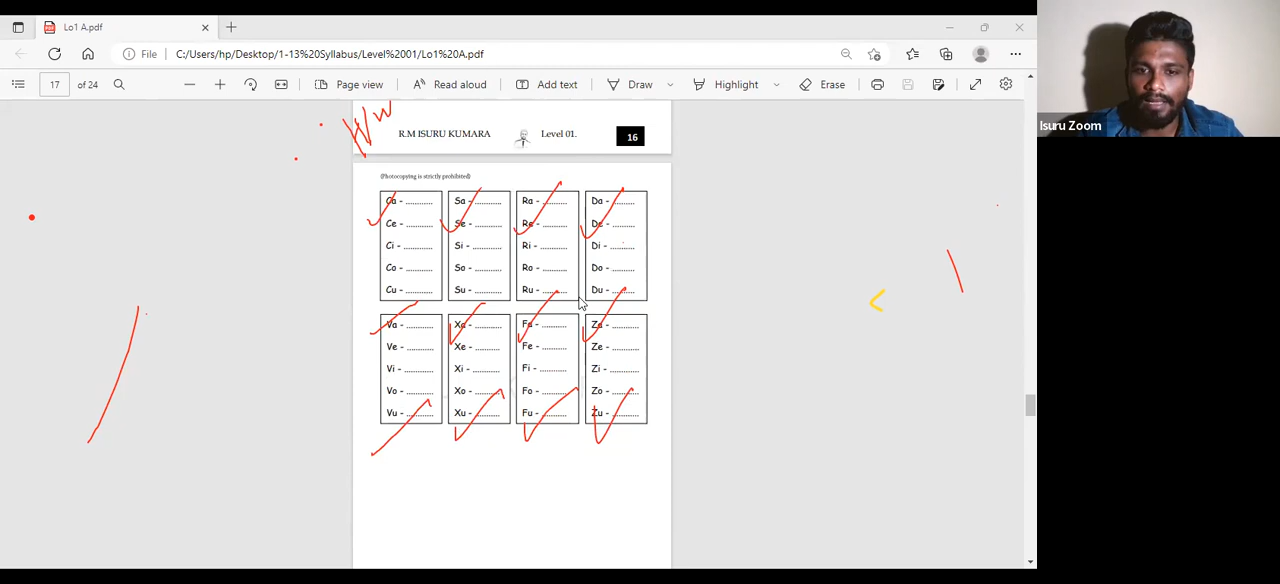 Lo1 A.pdf
File C:/Users/hp/Desktop/1-13%20Syllabus/Level%2001/Lo1%20A.pdf
17 of 24 Page view Read aloud Add text Draw Highlight Erase
Isuru Zoom
H/W
R.M ISURU KUMARA Level 01. 16
(Photocopying is strictly prohibited)
Ca - ........... Sa - ........... Ra - ........... Da - ...........
Ce - ........... Se - ........... Re - ........... De - ...........
Ci - ........... Si - ........... Ri - ........... Di - ...........
Co - ........... So - ........... Ro - ........... Do - ...........
Cu - ........... Su - ........... Ru - ........... Du - ...........
Va - ........... Xa - ........... Fa - ........... Za - ...........
Ve - ........... Xe - ........... Fe - ........... Ze - ...........
Vi - ........... Xi - ........... Fi - ........... Zi - ...........
Vo - ........... Xo - ........... Fo - ........... Zo - ...........
Vu - ........... Xu - ........... Fu - ........... Zu - ...........